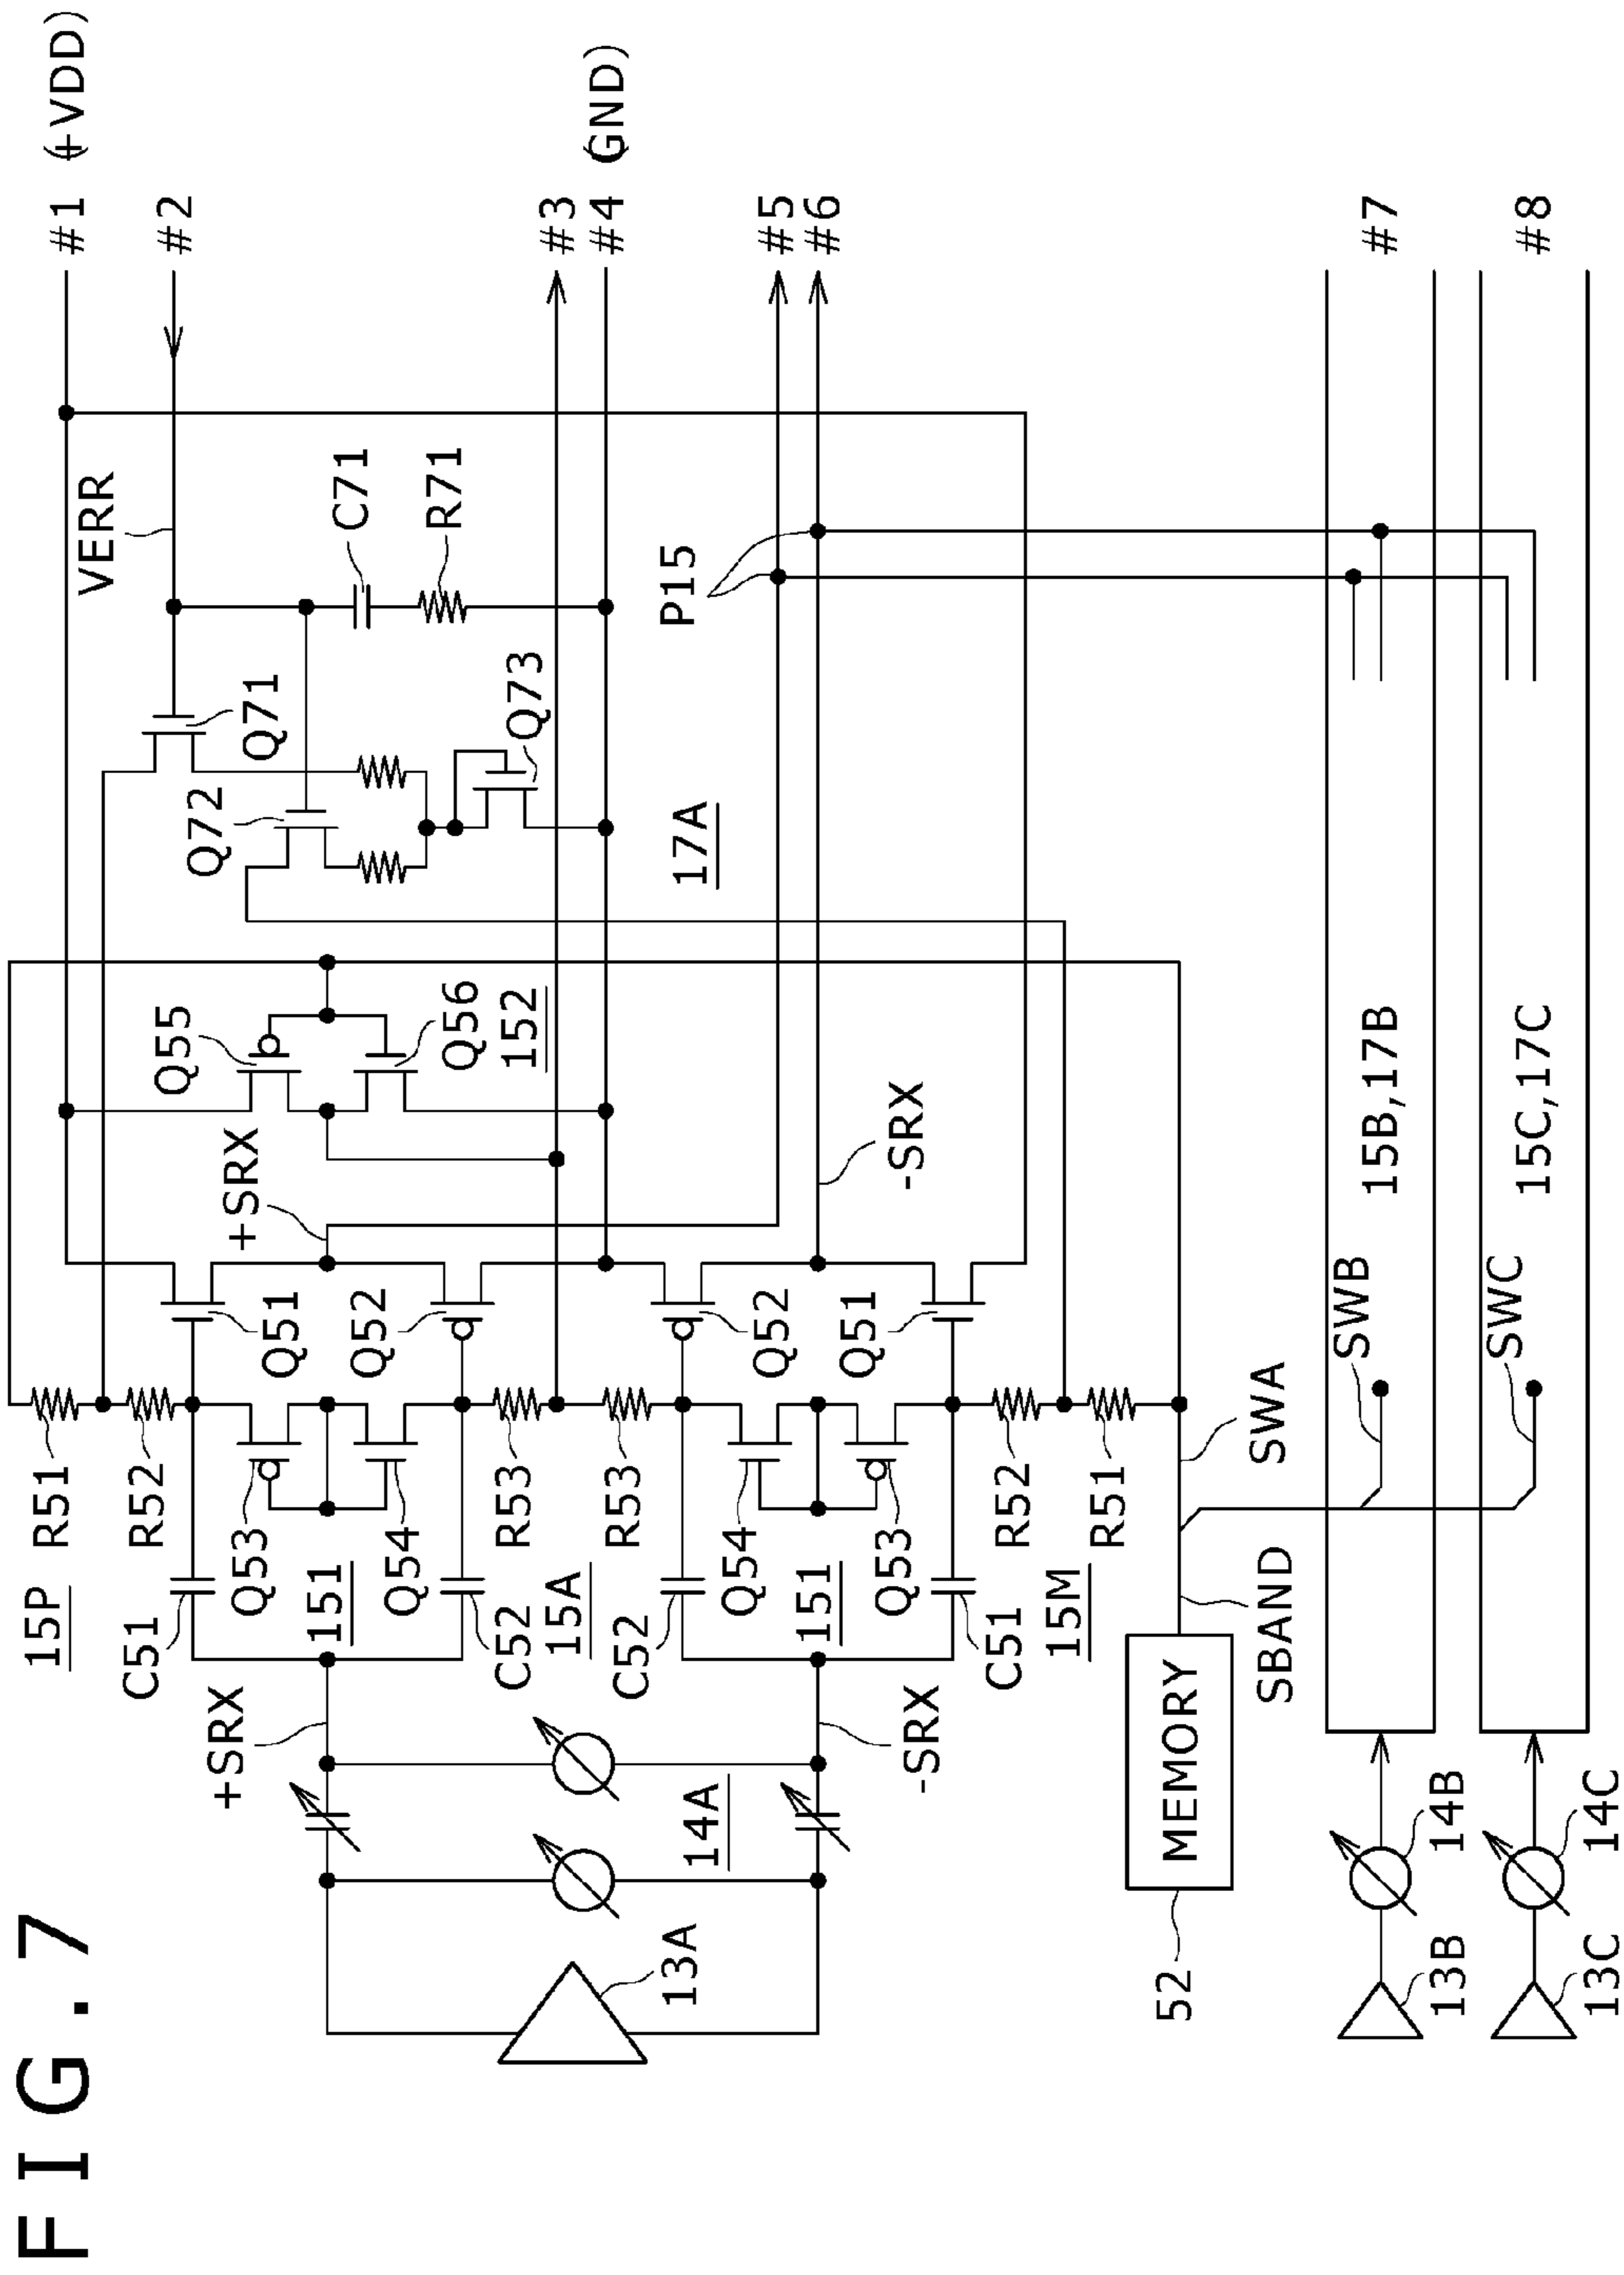 FIG.7
#1 (+VDD)
#2
#3
#4 (GND)
#5
#6
#7
#8
VERR
C71
R71
Q71
Q72
Q73
17A
P15
Q55
Q56
152
+SRX
-SRX
15P
R51
R52
C51
Q53
151
Q54
C52
15A
R53
Q51
Q52
+SRX
R53
C52
Q54
151
Q53
C51
15M
R52
R51
Q52
Q51
-SRX
14A
13A
SWA
SBAND
MEMORY
52
SWB
15B,17B
14B
13B
SWC
15C,17C
14C
13C